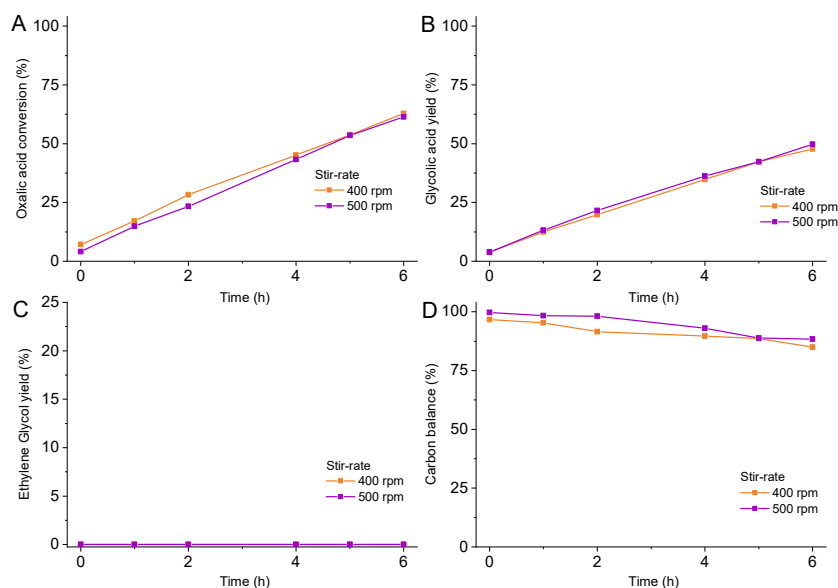 A
Oxalic acid conversion (%)
100
75
50
25
0
Stir-rate
400 rpm
500 rpm
0 2 4 6
Time (h)
B
Glycolic acid yield (%)
100
75
50
25
0
Stir-rate
400 rpm
500 rpm
0 2 4 6
Time (h)
C
Ethylene Glycol yield (%)
25
20
15
10
5
0
Stir-rate
400 rpm
500 rpm
0 2 4 6
Time (h)
D
Carbon balance (%)
100
75
50
25
0
Stir-rate
400 rpm
500 rpm
0 2 4 6
Time (h)